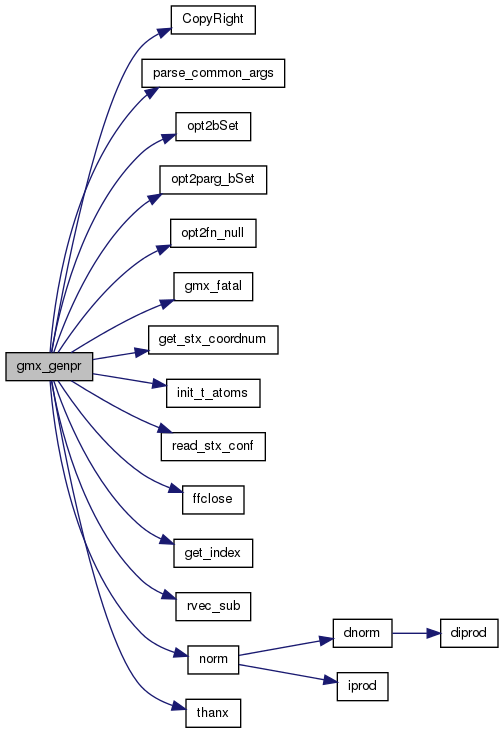 CopyRight
parse_common_args
opt2bSet
opt2parg_bSet
opt2fn_null
gmx_fatal
get_stx_coordnum
gmx_genpr
init_t_atoms
read_stx_conf
ffclose
get_index
rvec_sub
norm
dnorm
diprod
iprod
thanx